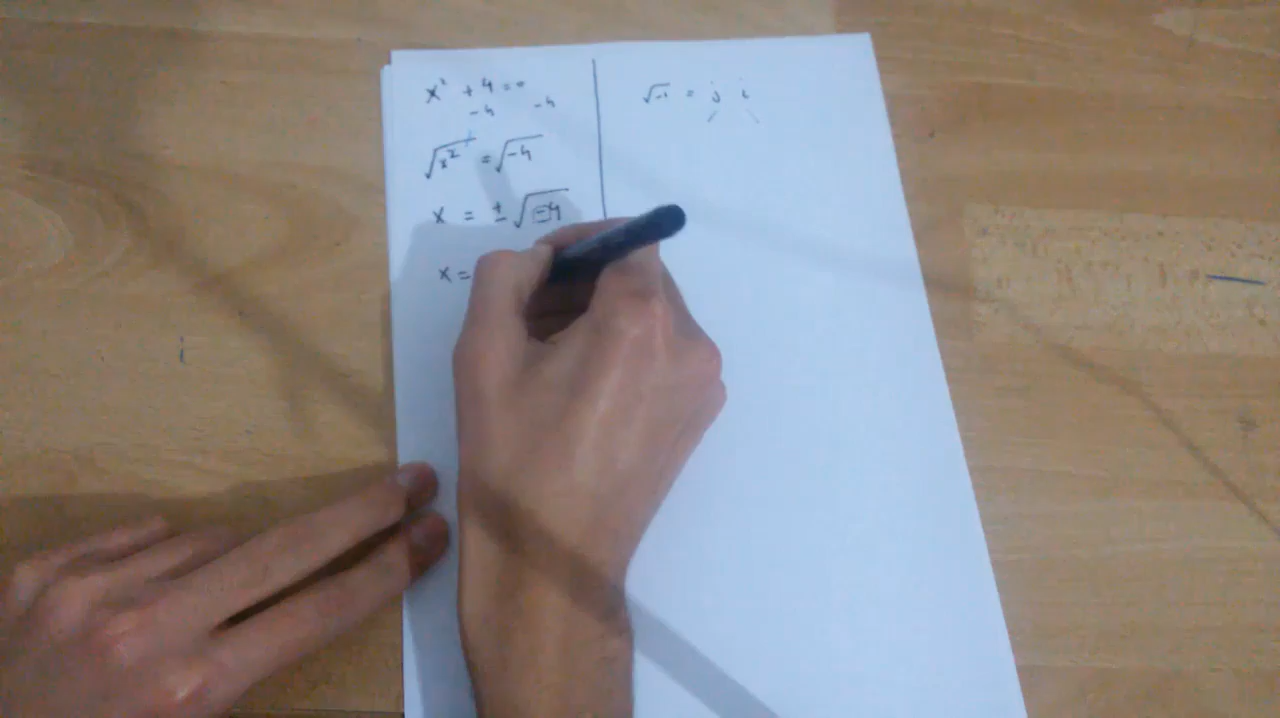 x² + 4 = 0
-4 -4
√x² = √-4
x = ± √-4
x =
√-1 = j i